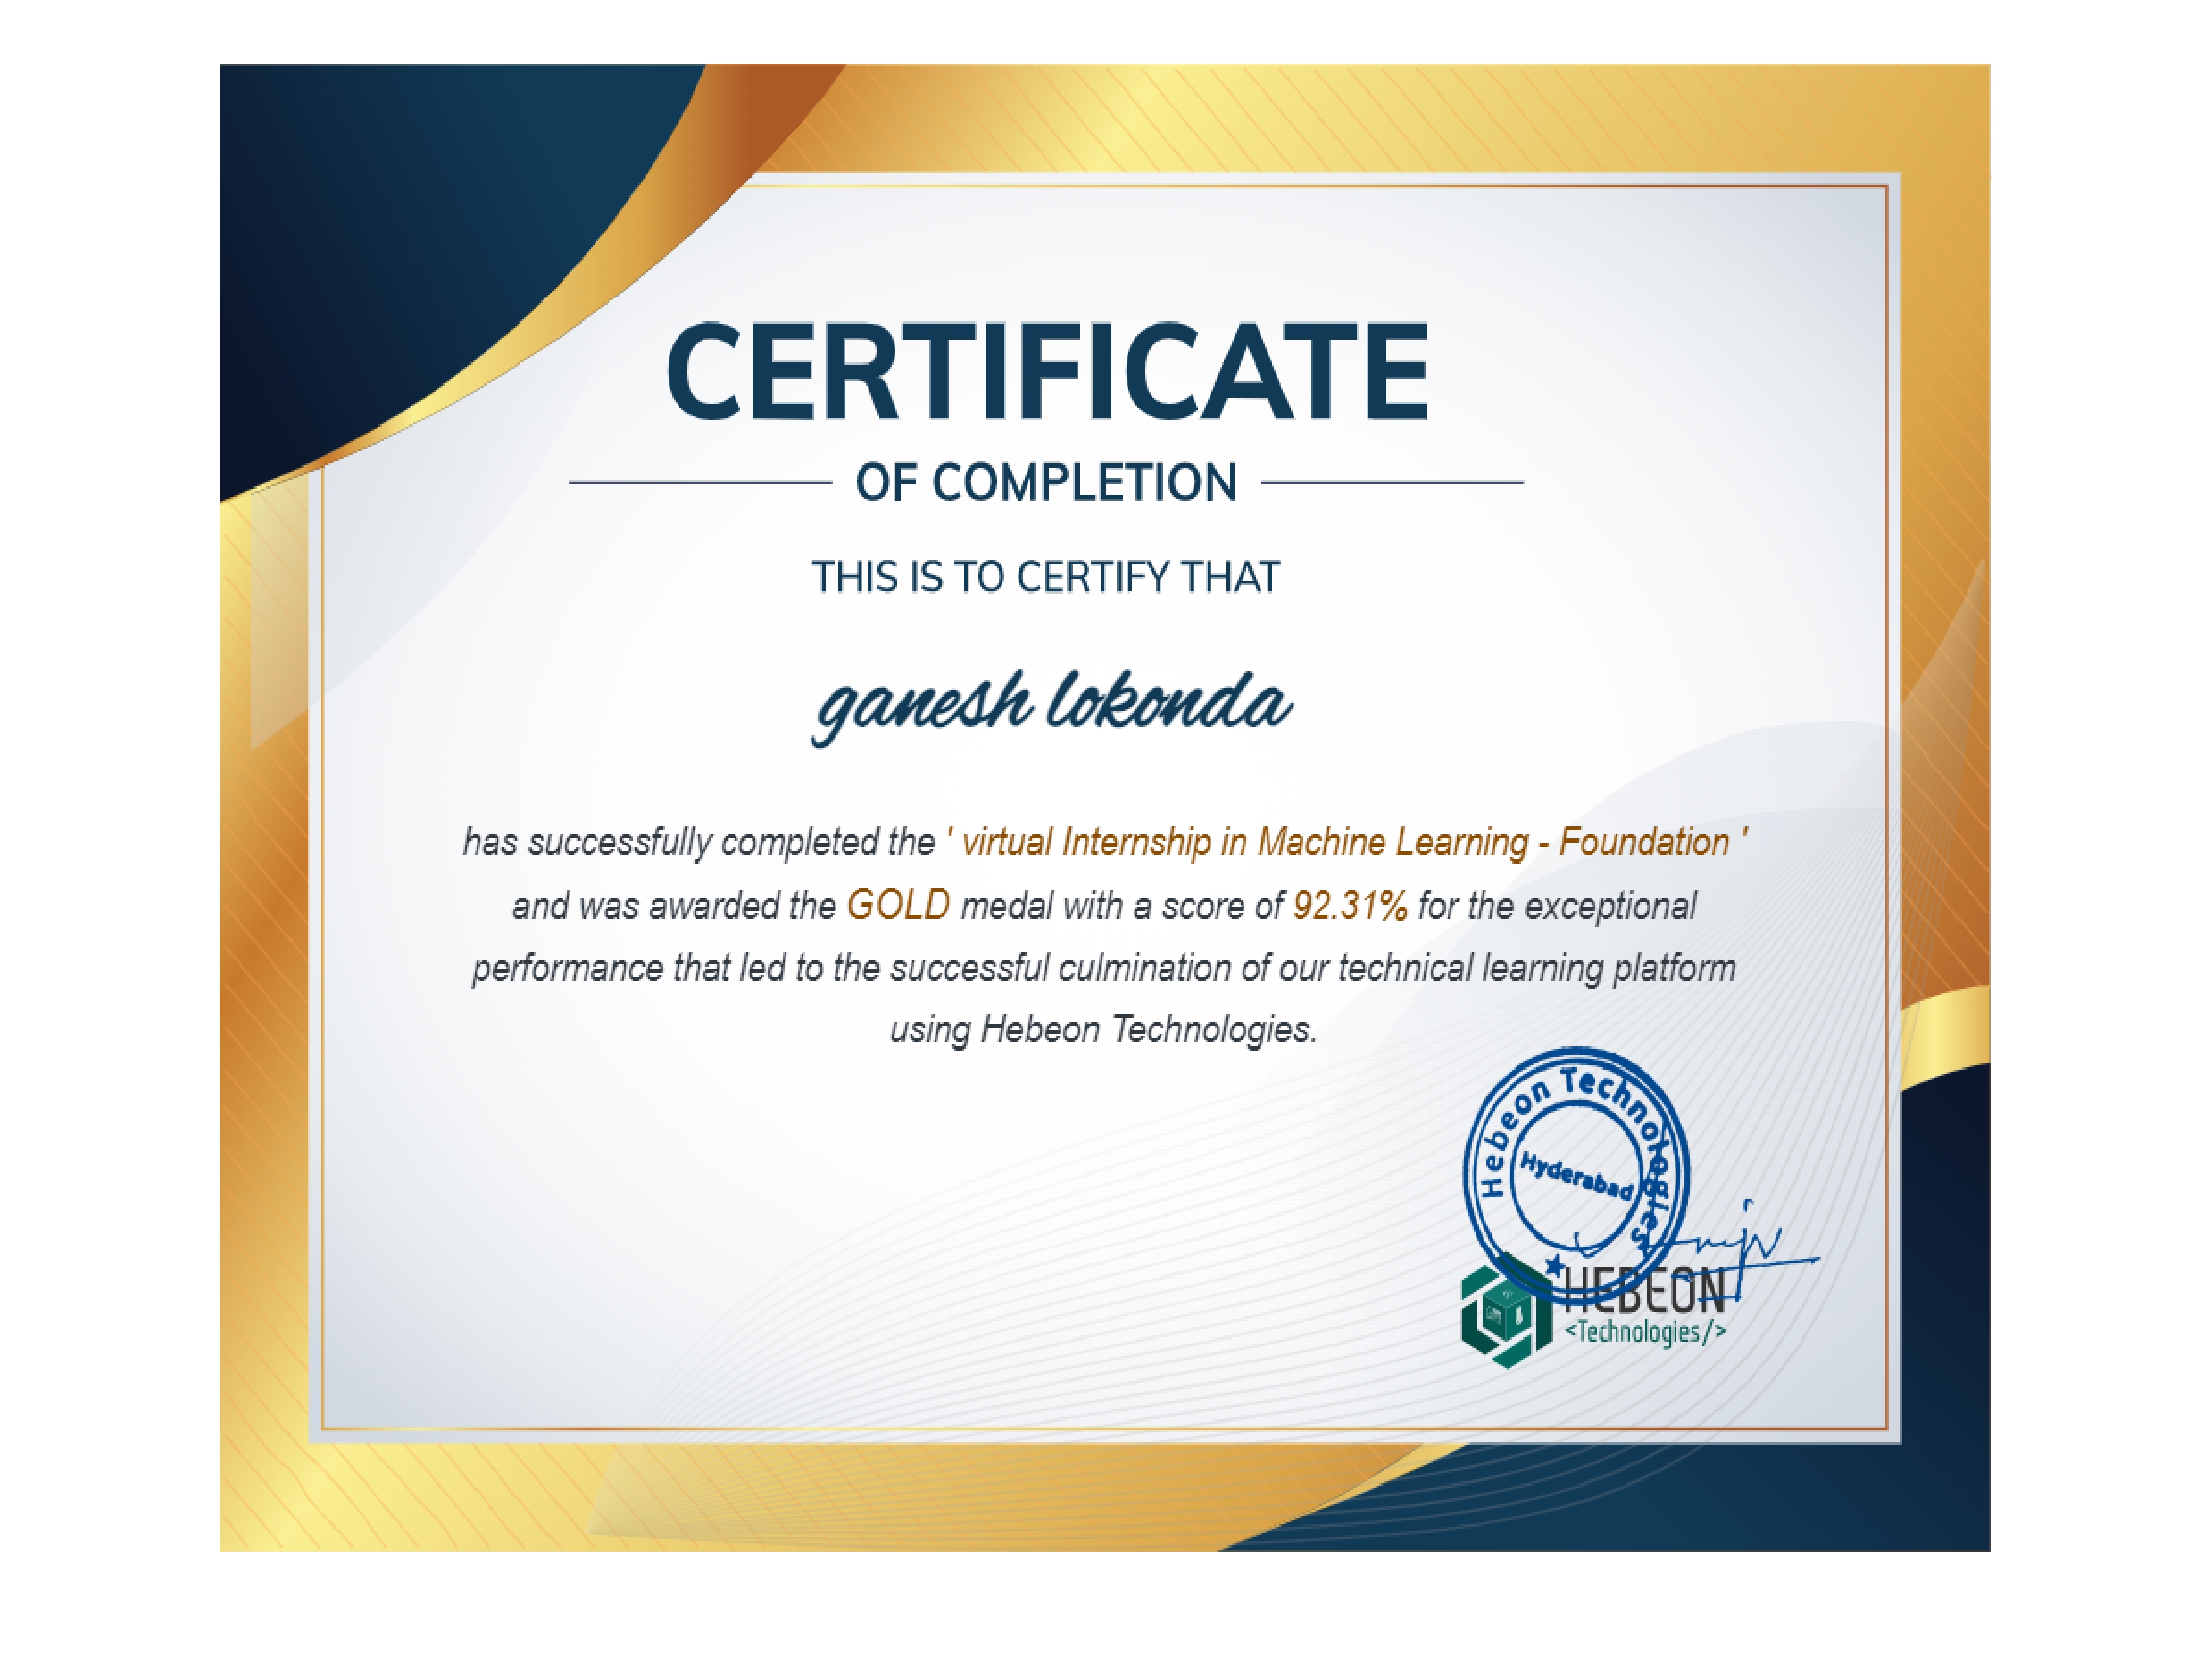 CERTIFICATE
OF COMPLETION
THIS IS TO CERTIFY THAT
ganesh lokonda
has successfully completed the ' virtual Internship in Machine Learning - Foundation '
and was awarded the GOLD medal with a score of 92.31% for the exceptional
performance that led to the successful culmination of our technical learning platform
using Hebeon Technologies.
Hebeon Technologies
Hyderabad
HEBEON
<Technologies/>